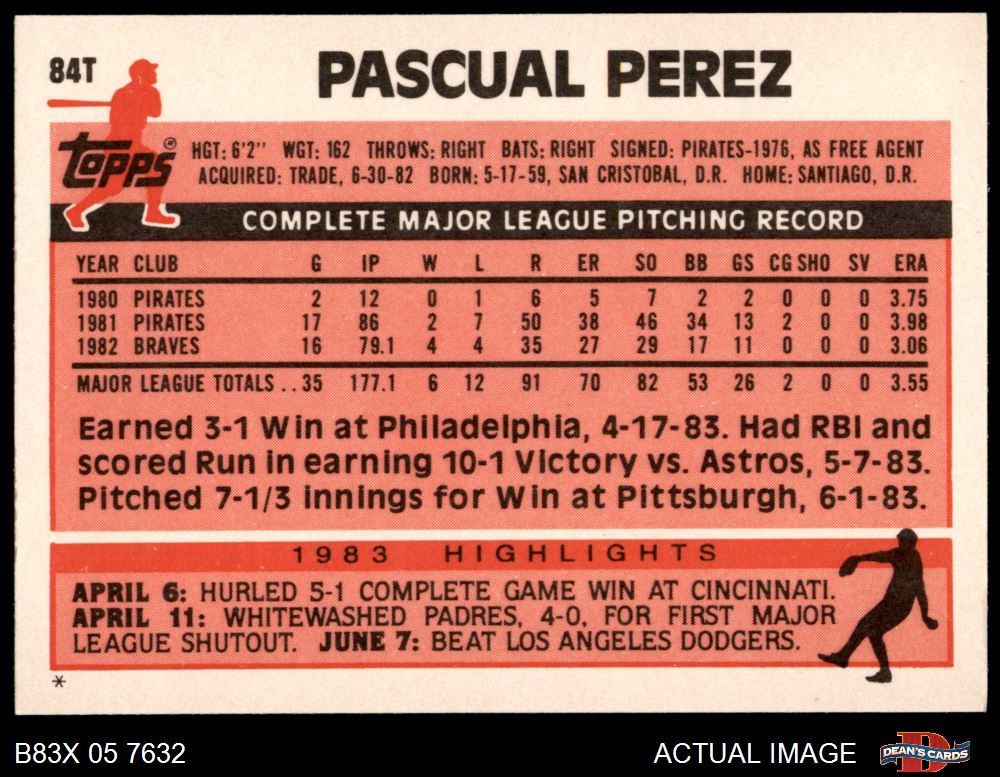 84T
PASCUAL PEREZ
topps®
HGT: 6'2" WGT: 162 THROWS: RIGHT BATS: RIGHT SIGNED: PIRATES-1976, AS FREE AGENT
ACQUIRED: TRADE, 6-30-82 BORN: 5-17-59, SAN CRISTOBAL, D.R. HOME: SANTIAGO, D.R.
COMPLETE MAJOR LEAGUE PITCHING RECORD
YEAR CLUB G IP W L R ER SO BB GS CG SHO SV ERA
1980 PIRATES 2 12 0 1 6 5 7 2 2 0 0 0 3.75
1981 PIRATES 17 86 2 7 50 38 46 34 13 2 0 0 3.98
1982 BRAVES 16 79.1 4 4 35 27 29 17 11 0 0 0 3.06
MAJOR LEAGUE TOTALS . . 35 177.1 6 12 91 70 82 53 26 2 0 0 3.55
Earned 3-1 Win at Philadelphia, 4-17-83. Had RBI and
scored Run in earning 10-1 Victory vs. Astros, 5-7-83.
Pitched 7-1/3 innings for Win at Pittsburgh, 6-1-83.
1983 HIGHLIGHTS
APRIL 6: HURLED 5-1 COMPLETE GAME WIN AT CINCINNATI.
APRIL 11: WHITEWASHED PADRES, 4-0, FOR FIRST MAJOR
LEAGUE SHUTOUT. JUNE 7: BEAT LOS ANGELES DODGERS.
*
B83X 05 7632
ACTUAL IMAGE
D
DEAN'S CARDS